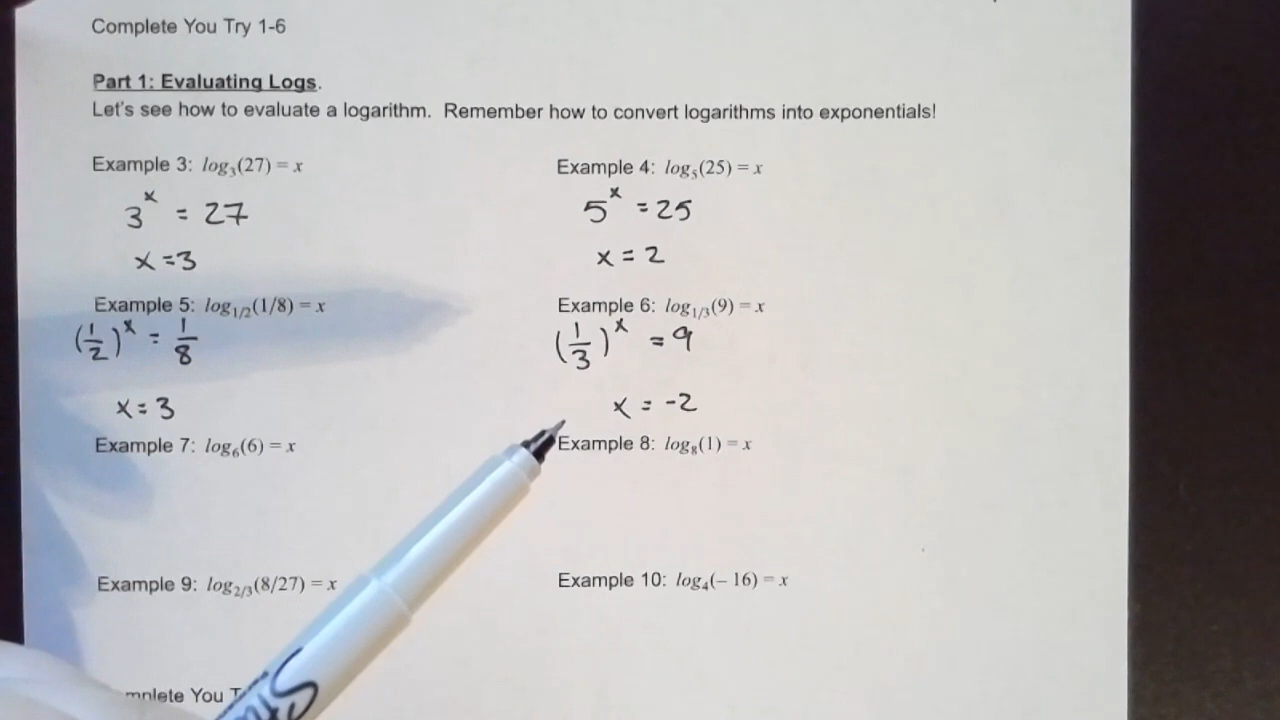 Complete You Try 1-6
Part 1: Evaluating Logs.
Let's see how to evaluate a logarithm. Remember how to convert logarithms into exponentials!
Example 3: log₃(27) = x
3ˣ = 27
x = 3
Example 4: log₅(25) = x
5ˣ = 25
x = 2
Example 5: log₁/₂(1/8) = x
(1/2)ˣ = 1/8
x = 3
Example 6: log₁/₃(9) = x
(1/3)ˣ = 9
x = -2
Example 7: log₆(6) = x
Example 8: log₈(1) = x
Example 9: log₂/₃(8/27) = x
Example 10: log₄(– 16) = x
You